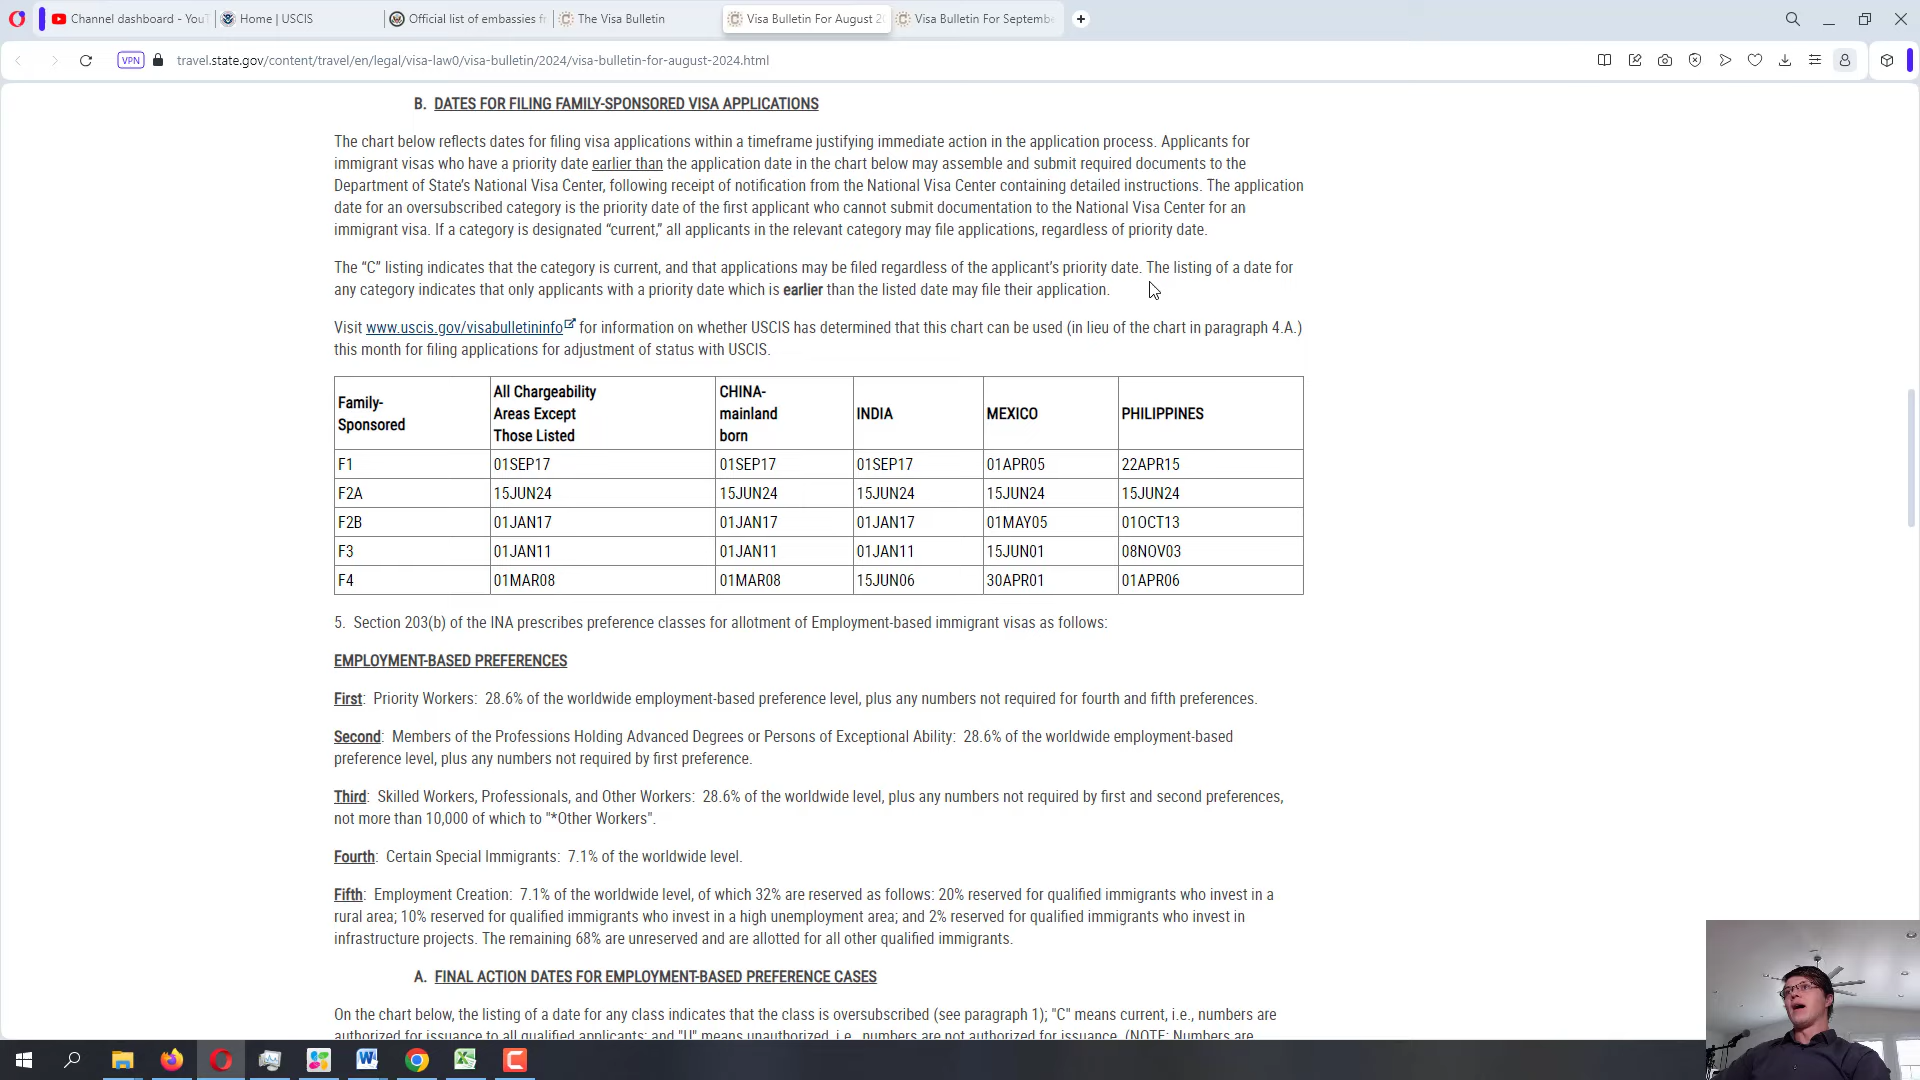 Channel dashboard - YouT
Home | USCIS
Official list of embassies fr
The Visa Bulletin
Visa Bulletin For August 2
Visa Bulletin For Septembe
VPN
travel.state.gov/content/travel/en/legal/visa-law0/visa-bulletin/2024/visa-bulletin-for-august-2024.html
B. DATES FOR FILING FAMILY-SPONSORED VISA APPLICATIONS
The chart below reflects dates for filing visa applications within a timeframe justifying immediate action in the application process. Applicants for
immigrant visas who have a priority date earlier than the application date in the chart below may assemble and submit required documents to the
Department of State's National Visa Center, following receipt of notification from the National Visa Center containing detailed instructions. The application
date for an oversubscribed category is the priority date of the first applicant who cannot submit documentation to the National Visa Center for an
immigrant visa. If a category is designated “current,” all applicants in the relevant category may file applications, regardless of priority date.
The “C” listing indicates that the category is current, and that applications may be filed regardless of the applicant's priority date. The listing of a date for
any category indicates that only applicants with a priority date which is earlier than the listed date may file their application.
Visit www.uscis.gov/visabulletininfo for information on whether USCIS has determined that this chart can be used (in lieu of the chart in paragraph 4.A.)
this month for filing applications for adjustment of status with USCIS.
Family-
Sponsored
All Chargeability
Areas Except
Those Listed
CHINA-
mainland
born
INDIA
MEXICO
PHILIPPINES
F1 01SEP17 01SEP17 01SEP17 01APR05 22APR15
F2A 15JUN24 15JUN24 15JUN24 15JUN24 15JUN24
F2B 01JAN17 01JAN17 01JAN17 01MAY05 01OCT13
F3 01JAN11 01JAN11 01JAN11 15JUN01 08NOV03
F4 01MAR08 01MAR08 15JUN06 30APR01 01APR06
5. Section 203(b) of the INA prescribes preference classes for allotment of Employment-based immigrant visas as follows:
EMPLOYMENT-BASED PREFERENCES
First: Priority Workers: 28.6% of the worldwide employment-based preference level, plus any numbers not required for fourth and fifth preferences.
Second: Members of the Professions Holding Advanced Degrees or Persons of Exceptional Ability: 28.6% of the worldwide employment-based
preference level, plus any numbers not required by first preference.
Third: Skilled Workers, Professionals, and Other Workers: 28.6% of the worldwide level, plus any numbers not required by first and second preferences,
not more than 10,000 of which to "*Other Workers".
Fourth: Certain Special Immigrants: 7.1% of the worldwide level.
Fifth: Employment Creation: 7.1% of the worldwide level, of which 32% are reserved as follows: 20% reserved for qualified immigrants who invest in a
rural area; 10% reserved for qualified immigrants who invest in a high unemployment area; and 2% reserved for qualified immigrants who invest in
infrastructure projects. The remaining 68% are unreserved and are allotted for all other qualified immigrants.
A. FINAL ACTION DATES FOR EMPLOYMENT-BASED PREFERENCE CASES
On the chart below, the listing of a date for any class indicates that the class is oversubscribed (see paragraph 1); "C" means current, i.e., numbers are
authorized for issuance to all qualified applicants; and "U" means unauthorized, i.e., numbers are not authorized for issuance. (NOTE: Numbers are